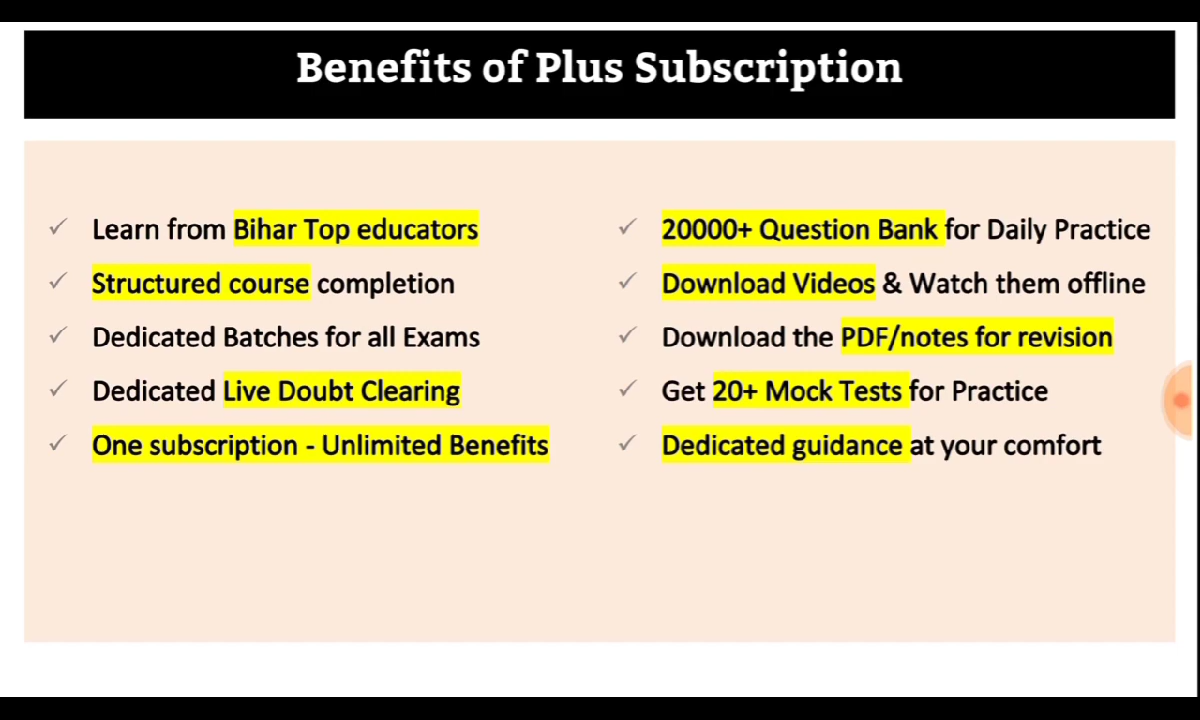 Benefits of Plus Subscription
Learn from Bihar Top educators
Structured course completion
Dedicated Batches for all Exams
Dedicated Live Doubt Clearing
One subscription - Unlimited Benefits
20000+ Question Bank for Daily Practice
Download Videos & Watch them offline
Download the PDF/notes for revision
Get 20+ Mock Tests for Practice
Dedicated guidance at your comfort